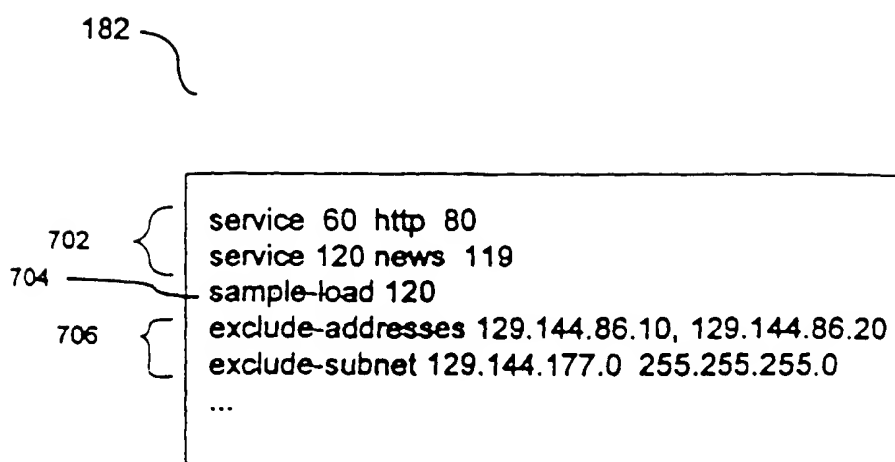 182
702
service 60 http 80
service 120 news 119
704
sample-load 120
706
exclude-addresses 129.144.86.10, 129.144.86.20
exclude-subnet 129.144.177.0 255.255.255.0
...